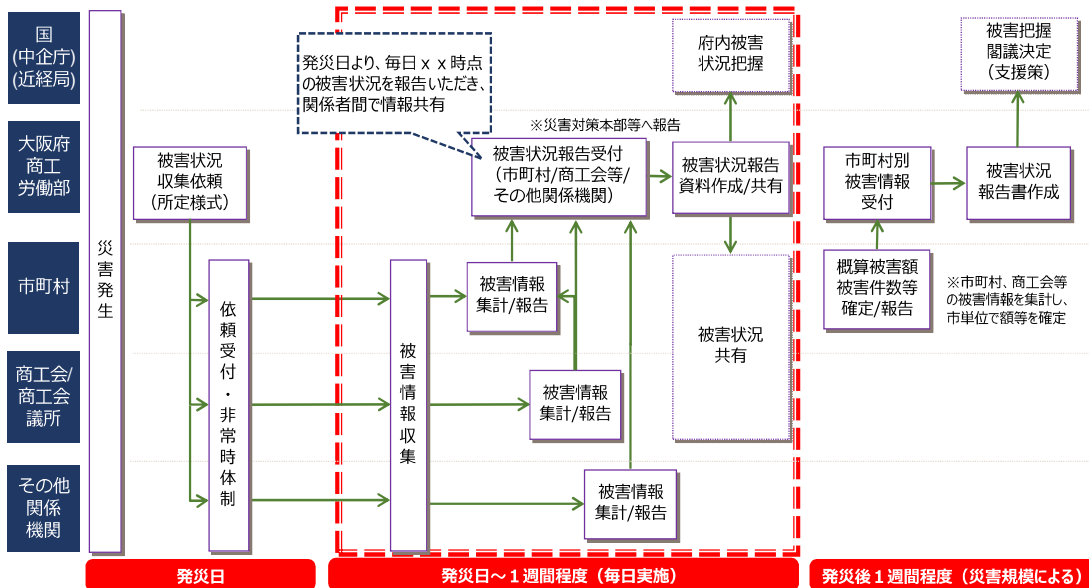 国
(中企庁)
(近経局)
大阪府
商工
労働部
市町村
商工会/
商工会
議所
その他
関係
機関
災害発生
被害状況
収集依頼
（所定様式）
依頼受付・非常時体制
発災日より、毎日ｘｘ時点
の被害状況を報告いただき、
関係者間で情報共有
※災害対策本部等へ報告
被害状況報告受付
（市町村/商工会等/
その他関係機関）
被害情報収集
被害情報
集計/報告
被害情報
集計/報告
被害情報
集計/報告
府内被害
状況把握
被害状況報告
資料作成/共有
被害状況
共有
市町村別
被害情報
受付
概算被害額
被害件数等
確定/報告
被害把握
閣議決定
（支援策）
被害状況
報告書作成
※市町村、商工会等
の被害情報を集計し、
市単位で額等を確定
発災日
発災日～１週間程度（毎日実施）
発災後１週間程度（災害規模による）